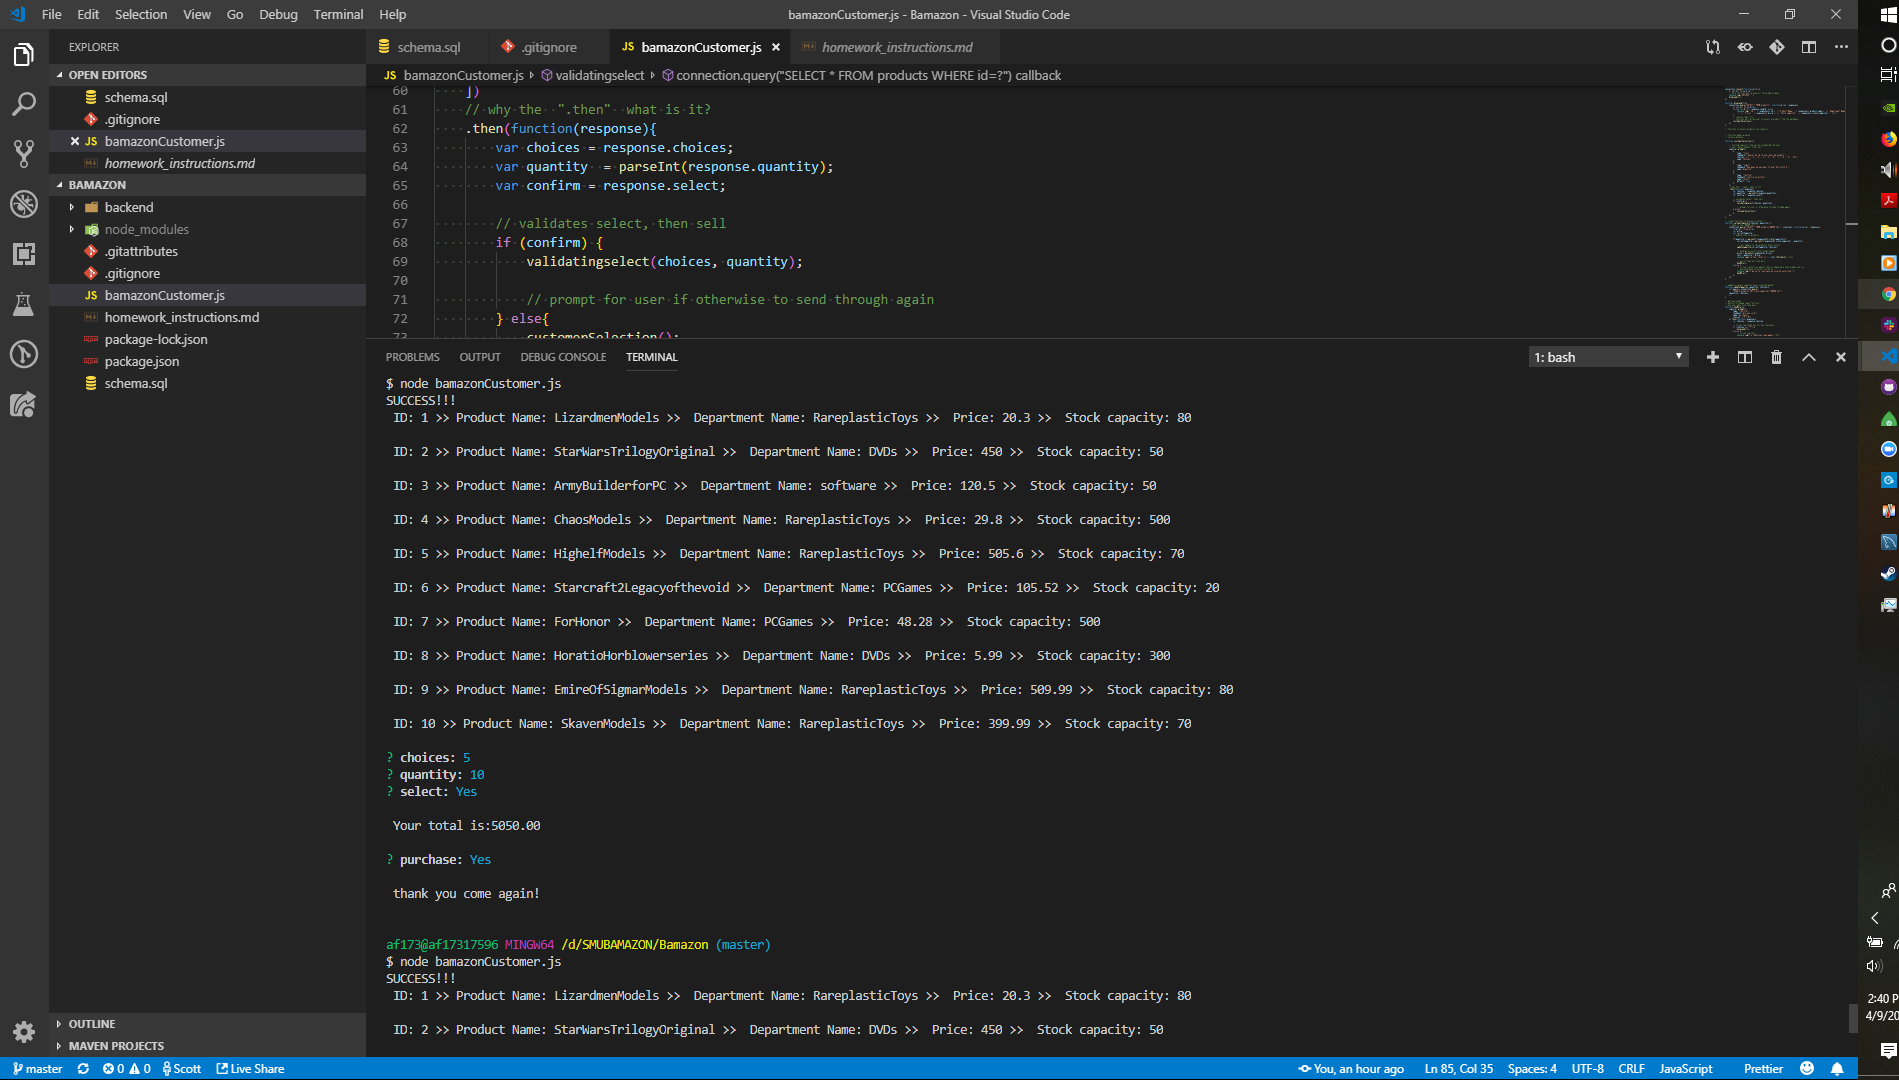 File Edit Selection View Go Debug Terminal Help
bamazonCustomer.js - Bamazon - Visual Studio Code
EXPLORER
OPEN EDITORS
schema.sql
.gitignore
JS bamazonCustomer.js
homework_instructions.md
BAMAZON
backend
node_modules
.gitattributes
.gitignore
JS bamazonCustomer.js
homework_instructions.md
package-lock.json
package.json
schema.sql
OUTLINE
MAVEN PROJECTS
schema.sql .gitignore JS bamazonCustomer.js homework_instructions.md
JS bamazonCustomer.js validatingselect connection.query("SELECT * FROM products WHERE id=?") callback
60 ])
61 // why the ".then" what is it?
62 .then(function(response){
63 var choices = response.choices;
64 var quantity = parseInt(response.quantity);
65 var confirm = response.select;
66
67 // validates select, then sell
68 if (confirm) {
69 validatingselect(choices, quantity);
70
71 // prompt for user if otherwise to send through again
72 } else{
73 customerSelection();
PROBLEMS OUTPUT DEBUG CONSOLE TERMINAL
1: bash
$ node bamazonCustomer.js
SUCCESS!!!
ID: 1 >> Product Name: LizardmenModels >> Department Name: RareplasticToys >> Price: 20.3 >> Stock capacity: 80
ID: 2 >> Product Name: StarWarsTrilogyOriginal >> Department Name: DVDs >> Price: 450 >> Stock capacity: 50
ID: 3 >> Product Name: ArmyBuilderforPC >> Department Name: software >> Price: 120.5 >> Stock capacity: 50
ID: 4 >> Product Name: ChaosModels >> Department Name: RareplasticToys >> Price: 29.8 >> Stock capacity: 500
ID: 5 >> Product Name: HighelfModels >> Department Name: RareplasticToys >> Price: 505.6 >> Stock capacity: 70
ID: 6 >> Product Name: Starcraft2Legacyofthevoid >> Department Name: PCGames >> Price: 105.52 >> Stock capacity: 20
ID: 7 >> Product Name: ForHonor >> Department Name: PCGames >> Price: 48.28 >> Stock capacity: 500
ID: 8 >> Product Name: HoratioHorblowerseries >> Department Name: DVDs >> Price: 5.99 >> Stock capacity: 300
ID: 9 >> Product Name: EmireOfSigmarModels >> Department Name: RareplasticToys >> Price: 509.99 >> Stock capacity: 80
ID: 10 >> Product Name: SkavenModels >> Department Name: RareplasticToys >> Price: 399.99 >> Stock capacity: 70
? choices: 5
? quantity: 10
? select: Yes
Your total is:5050.00
? purchase: Yes
thank you come again!
af173@af17317596 MINGW64 /d/SMUBAMAZON/Bamazon (master)
$ node bamazonCustomer.js
SUCCESS!!!
ID: 1 >> Product Name: LizardmenModels >> Department Name: RareplasticToys >> Price: 20.3 >> Stock capacity: 80
ID: 2 >> Product Name: StarWarsTrilogyOriginal >> Department Name: DVDs >> Price: 450 >> Stock capacity: 50
master 0 0 Scott Live Share
You, an hour ago Ln 85, Col 35 Spaces: 4 UTF-8 CRLF JavaScript Prettier
2:40 P
4/9/20